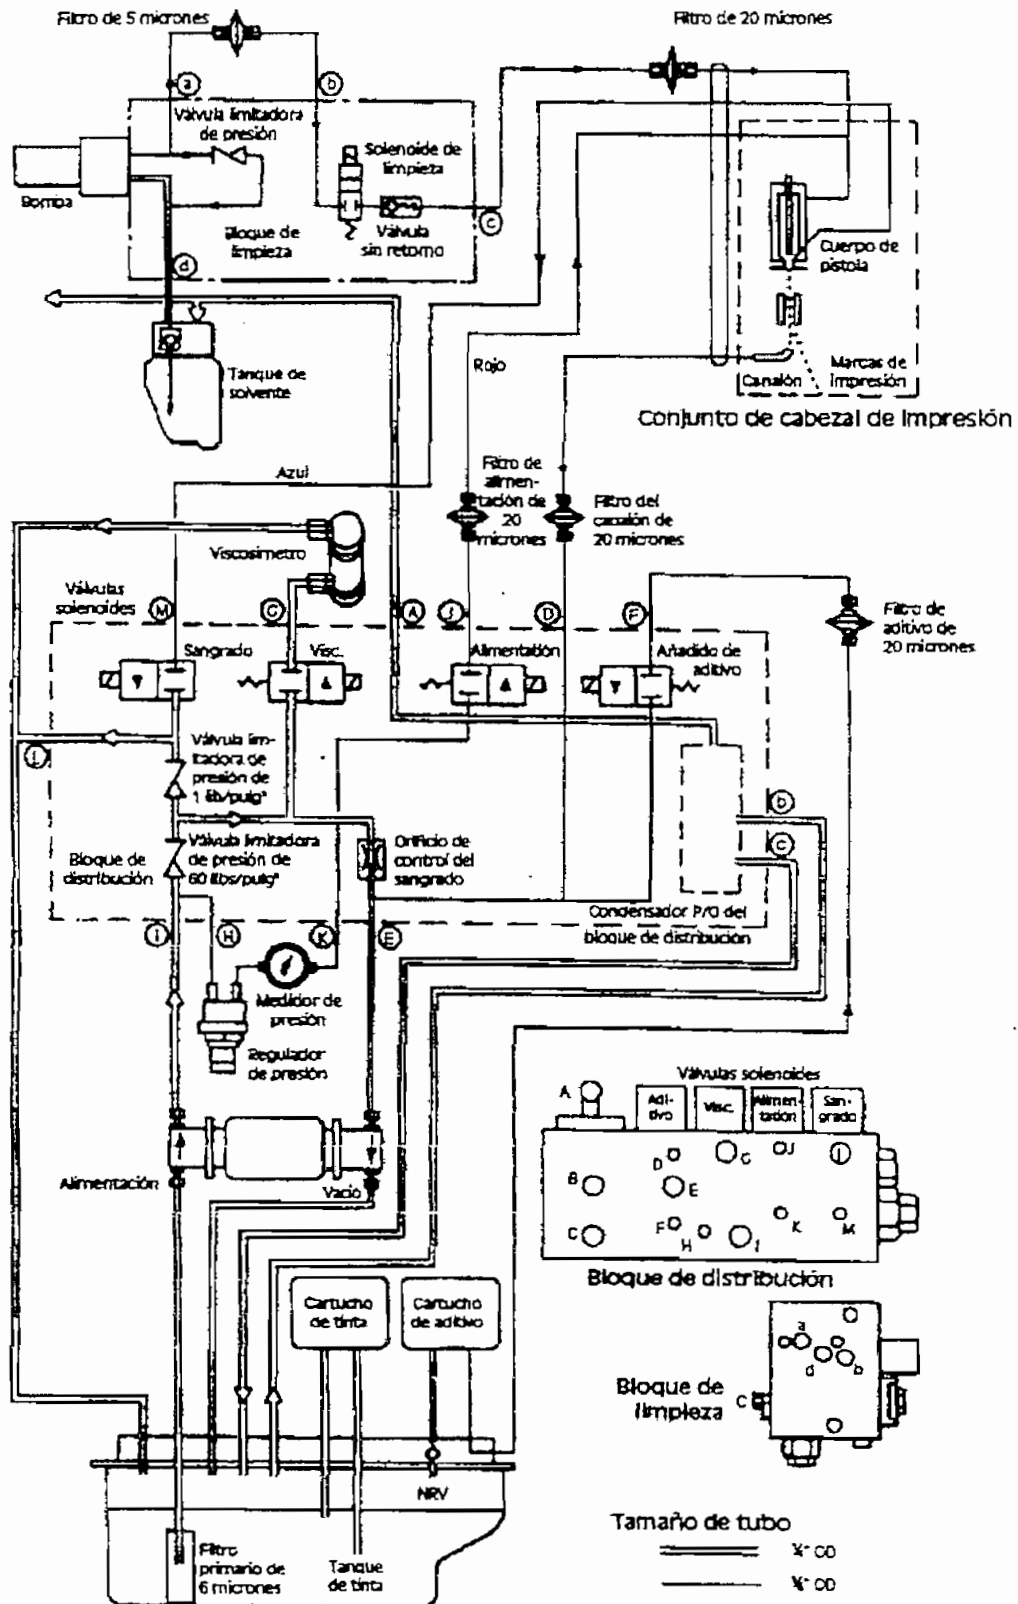 Filtro de 5 micrones
Filtro de 20 micrones
a
b
Válvula limitadora
de presión
Solenoide de
limpieza
Bomba
Bloque de
limpieza
Válvula
sin retorno
c
d
Cuerpo de
pistola
Tanque de
solvente
Rojo
Canalón
Marcas de
impresión
Conjunto de cabezal de impresión
Azul
Filtro de
alimen-
tación de
20
micrones
Filtro del
canalón de
20 micrones
Viscosímetro
Válvulas
solenoides
M
G
A
J
D
F
Filtro de
aditivo de
20 micrones
Sangrado
Visc.
Alimentación
Añadido de
aditivo
L
Válvula limi-
tadora de
presión de
1 lib/pulg²
b
c
Bloque de
distribución
Válvula limitadora
de presión de
60 libs/pulg²
Orificio de
control del
sangrado
Condensador P/O del
bloque de distribución
I
H
K
E
Medidor de
presión
Regulador
de presión
Alimentación
Vacío
Válvulas solenoides
A
Adi-
tivo
Visc.
Alimen-
tación
San-
grado
D
G
J
B
E
C
F
H
I
K
M
Bloque de distribución
Cartucho
de tinta
Cartucho
de aditivo
a
d
b
C
Bloque de
limpieza
NRV
Filtro
primario de
6 micrones
Tanque
de tinta
Tamaño de tubo
OD
OD